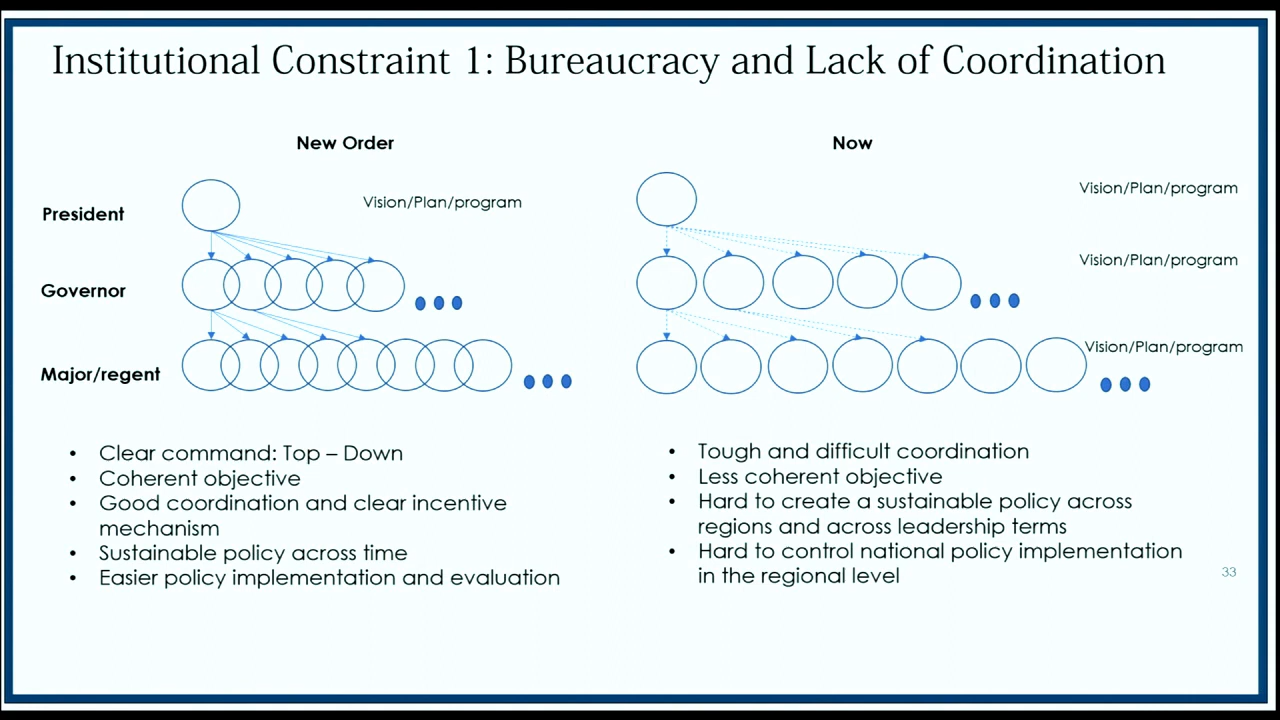 Institutional Constraint 1: Bureaucracy and Lack of Coordination
New Order
Now
President
Vision/Plan/program
Vision/Plan/program
Governor
Vision/Plan/program
Major/regent
Vision/Plan/program
• Clear command: Top – Down
• Coherent objective
• Good coordination and clear incentive
mechanism
• Sustainable policy across time
• Easier policy implementation and evaluation
• Tough and difficult coordination
• Less coherent objective
• Hard to create a sustainable policy across
regions and across leadership terms
• Hard to control national policy implementation
in the regional level
33